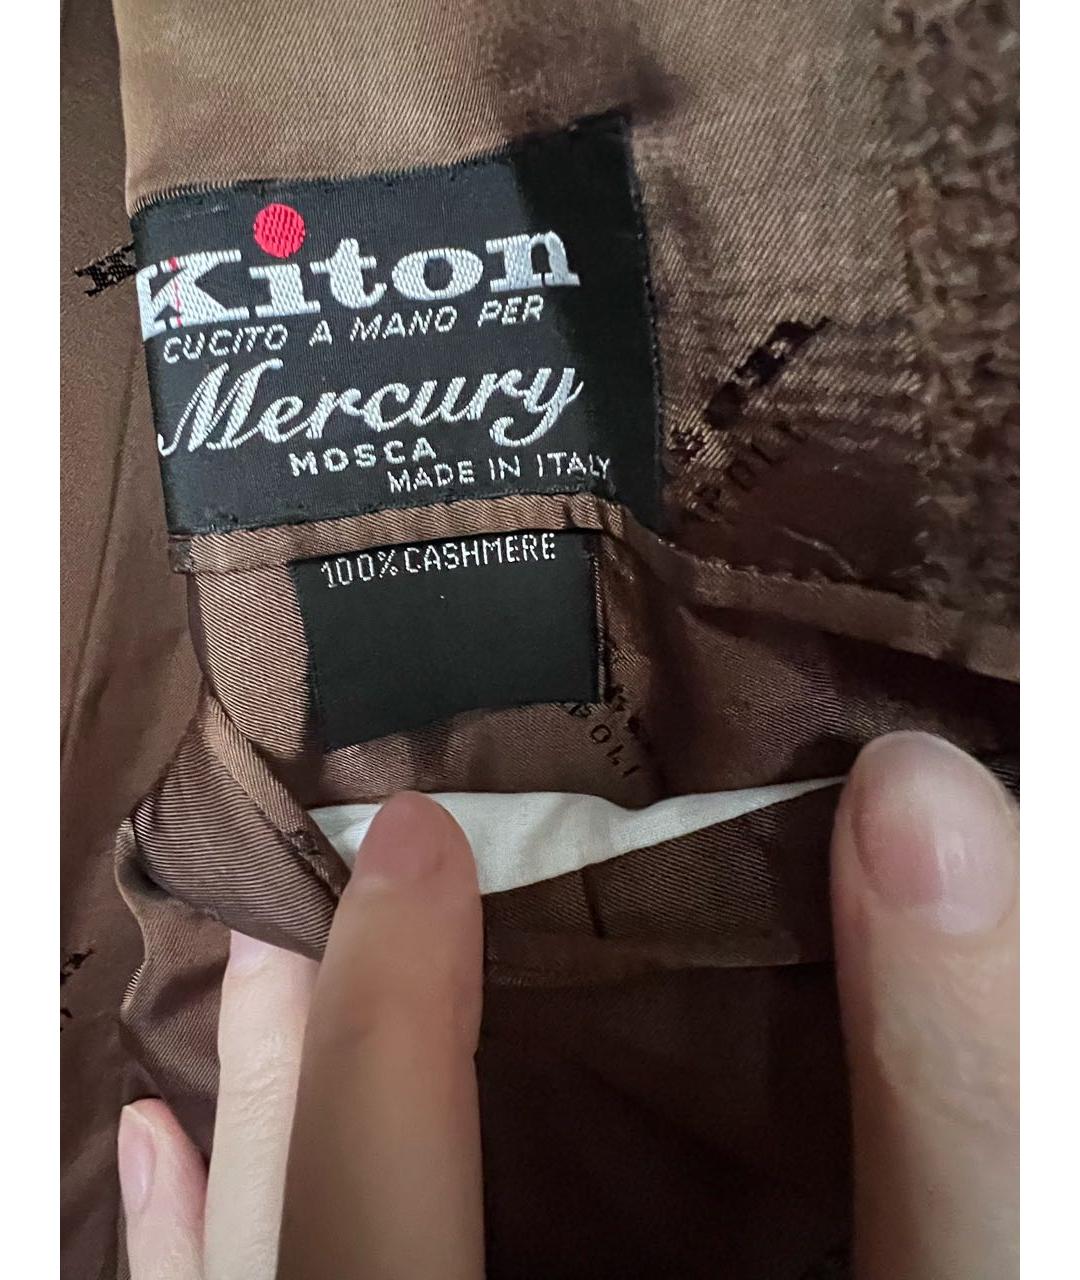 Kiton
CUCITO A MANO PER
Mercury
MOSCA
MADE IN ITALY
100% CASHMERE